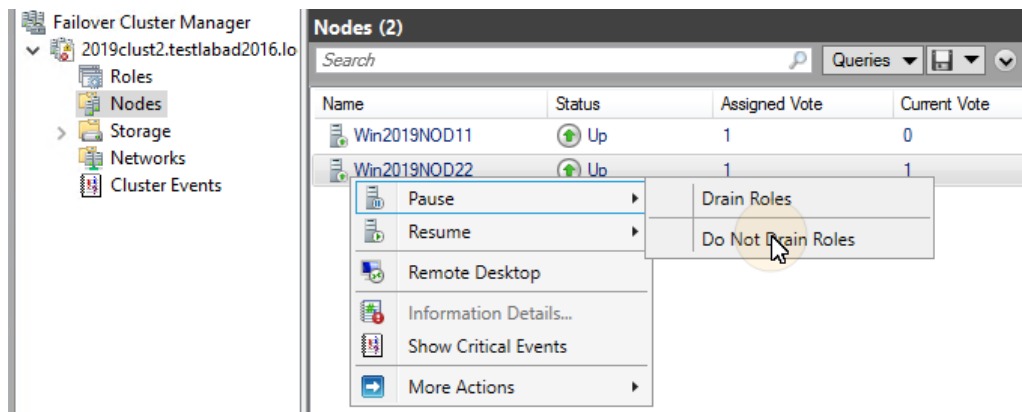 Failover Cluster Manager
2019clust2.testlabad2016.lo
Roles
Nodes
Storage
Networks
Cluster Events
Nodes (2)
Search
Queries
Name Status Assigned Vote Current Vote
Win2019NOD11 Up 1 0
Win2019NOD22 Up 1 1
Pause
Resume
Remote Desktop
Information Details...
Show Critical Events
More Actions
Drain Roles
Do Not Drain Roles